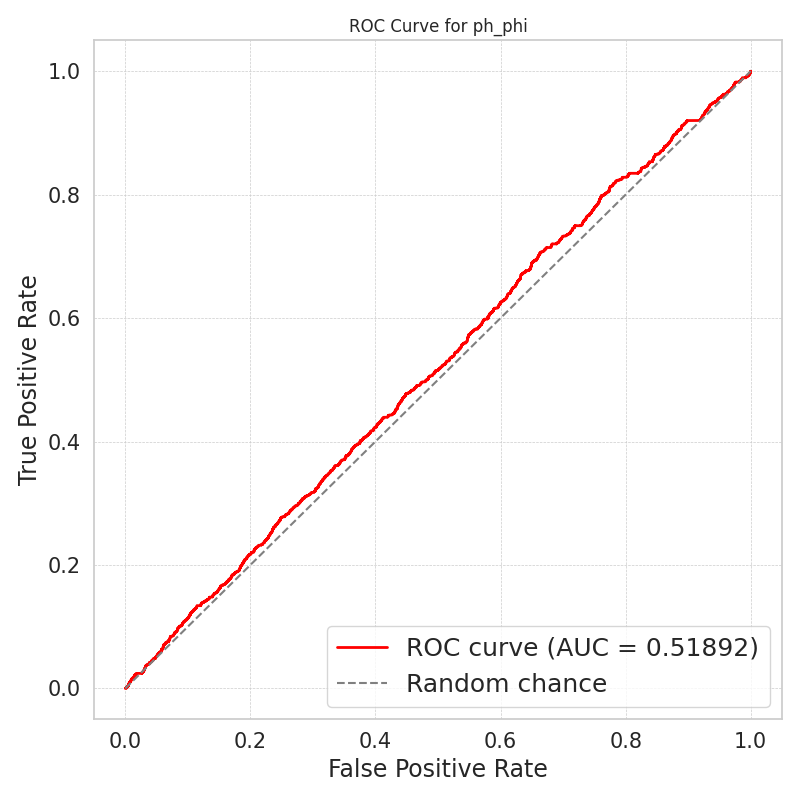 ROC Curve for ph_phi
1.0
0.8
0.6
0.4
0.2
0.0
True Positive Rate
ROC curve (AUC = 0.51892)
Random chance
0.0 0.2 0.4 0.6 0.8 1.0
False Positive Rate